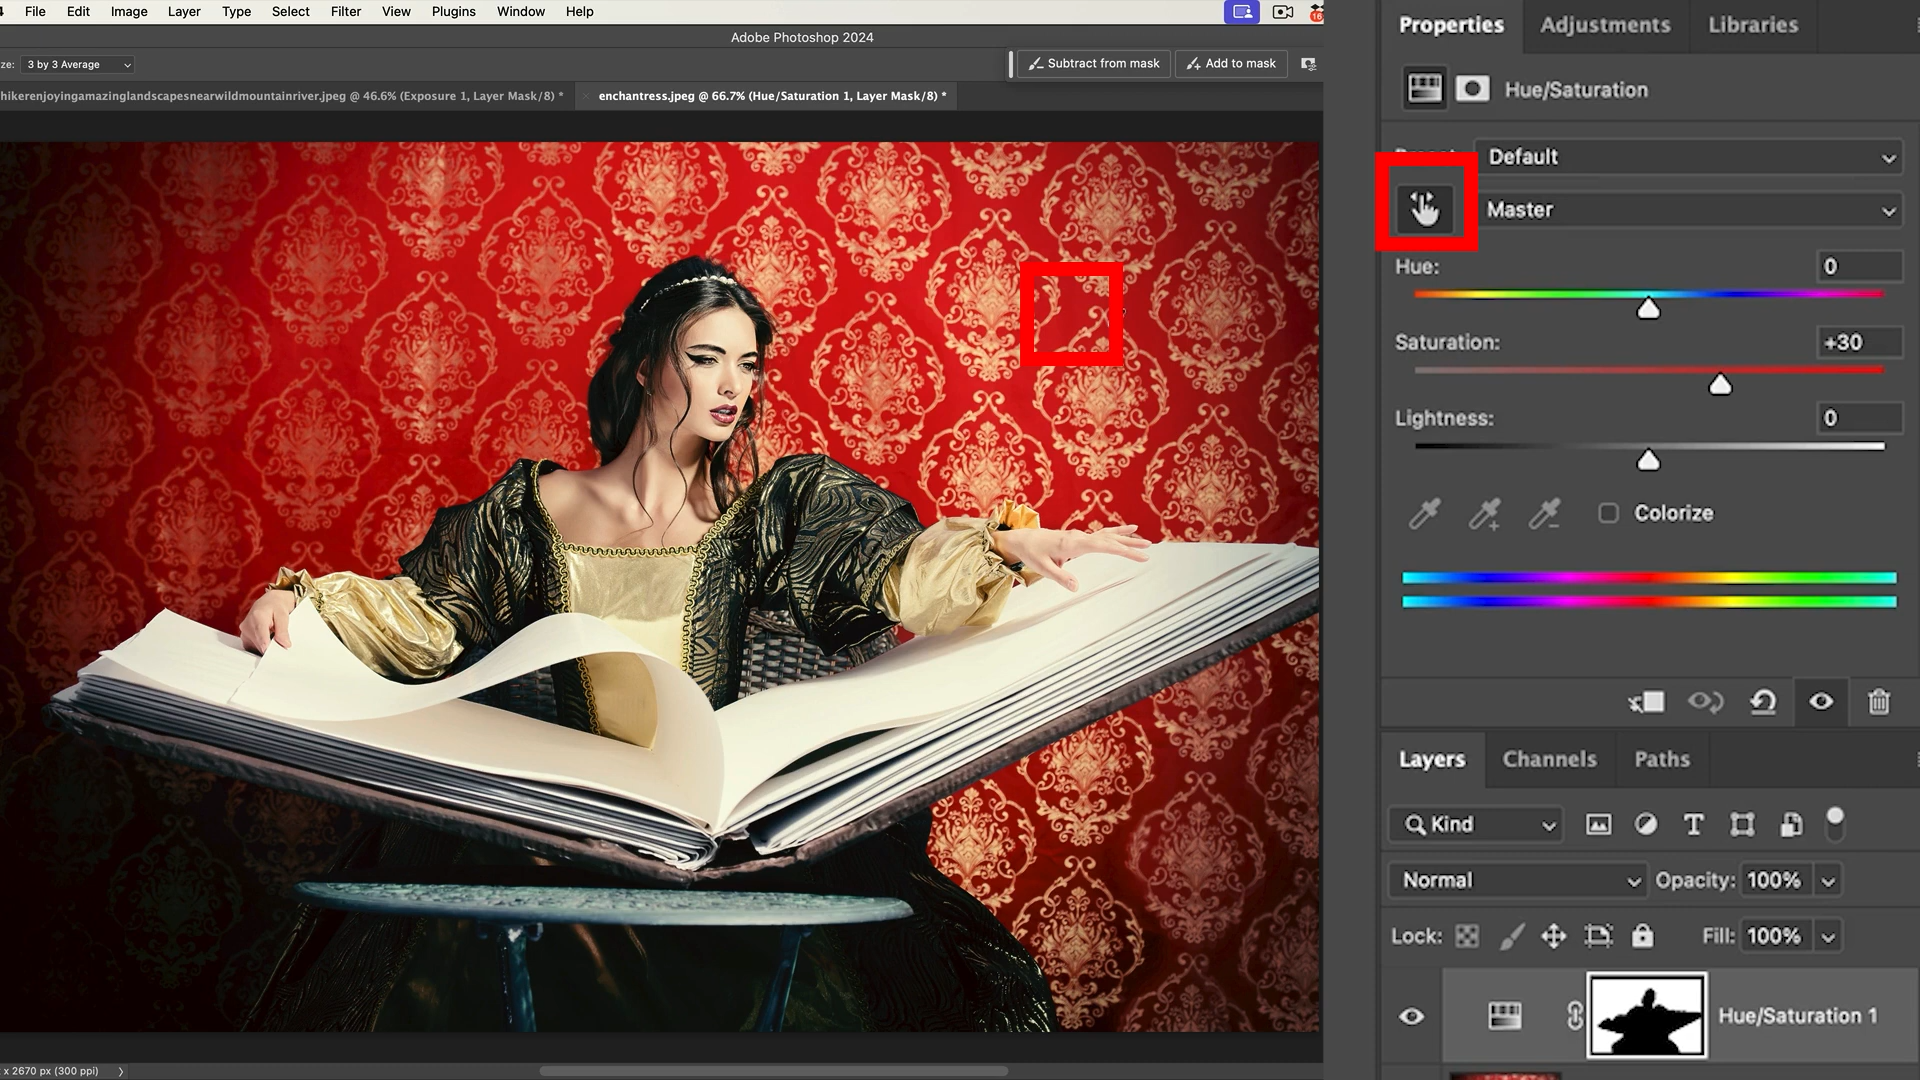 File Edit Image Layer Type Select Filter View Plugins Window Help
Adobe Photoshop 2024
ze: 3 by 3 Average
Subtract from mask Add to mask
hikerenjoyingamazinglandscapesnearwildmountainriver.jpeg @ 46.6% (Exposure 1, Layer Mask/8) *
enchantress.jpeg @ 66.7% (Hue/Saturation 1, Layer Mask/8) *
x 2670 px (300 ppi)
Properties Adjustments Libraries
Hue/Saturation
Default
Master
Hue: 0
Saturation: +30
Lightness: 0
Colorize
Layers Channels Paths
Kind
Normal Opacity: 100%
Lock: Fill: 100%
Hue/Saturation 1